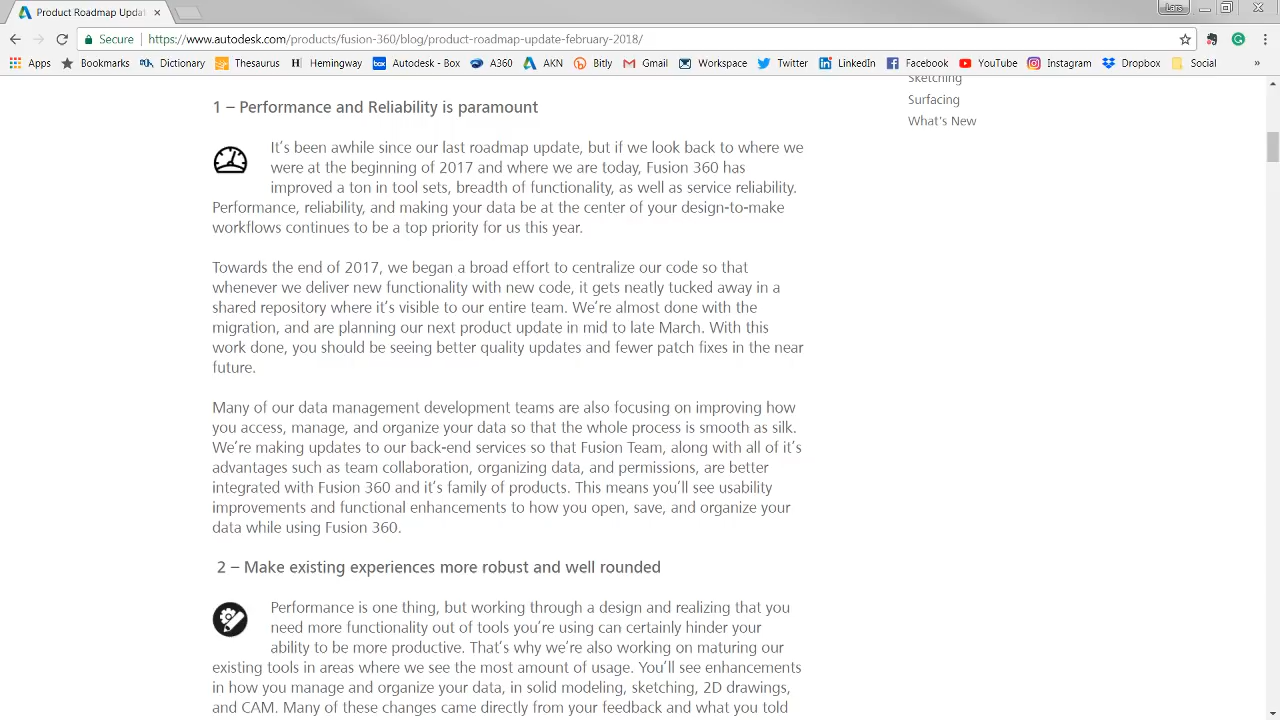 Product Roadmap Updat
Lars
Secure
https://www.autodesk.com/products/fusion-360/blog/product-roadmap-update-february-2018/
Apps Bookmarks Dictionary Thesaurus Hemingway Autodesk - Box A360 AKN Bitly Gmail Workspace Twitter LinkedIn Facebook YouTube Instagram Dropbox Social »
Sketching
Surfacing
What's New
1 – Performance and Reliability is paramount
It's been awhile since our last roadmap update, but if we look back to where we
were at the beginning of 2017 and where we are today, Fusion 360 has
improved a ton in tool sets, breadth of functionality, as well as service reliability.
Performance, reliability, and making your data be at the center of your design-to-make
workflows continues to be a top priority for us this year.
Towards the end of 2017, we began a broad effort to centralize our code so that
whenever we deliver new functionality with new code, it gets neatly tucked away in a
shared repository where it's visible to our entire team. We're almost done with the
migration, and are planning our next product update in mid to late March. With this
work done, you should be seeing better quality updates and fewer patch fixes in the near
future.
Many of our data management development teams are also focusing on improving how
you access, manage, and organize your data so that the whole process is smooth as silk.
We're making updates to our back-end services so that Fusion Team, along with all of it's
advantages such as team collaboration, organizing data, and permissions, are better
integrated with Fusion 360 and it's family of products. This means you'll see usability
improvements and functional enhancements to how you open, save, and organize your
data while using Fusion 360.
2 – Make existing experiences more robust and well rounded
Performance is one thing, but working through a design and realizing that you
need more functionality out of tools you're using can certainly hinder your
ability to be more productive. That's why we're also working on maturing our
existing tools in areas where we see the most amount of usage. You'll see enhancements
in how you manage and organize your data, in solid modeling, sketching, 2D drawings,
and CAM. Many of these changes came directly from your feedback and what you told